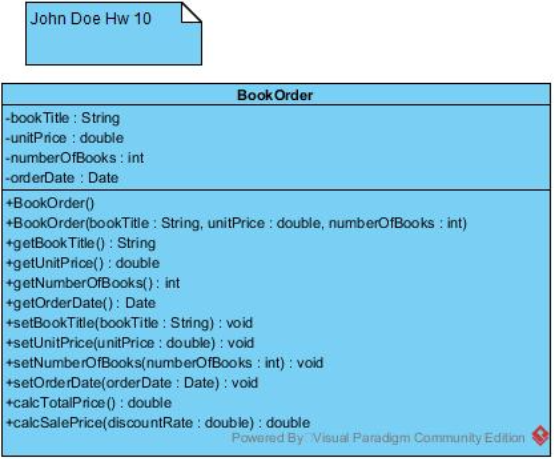 John Doe Hw 10
BookOrder
-bookTitle : String
-unitPrice : double
-numberOfBooks : int
-orderDate : Date
+BookOrder()
+BookOrder(bookTitle : String, unitPrice : double, numberOfBooks : int)
+getBookTitle() : String
+getUnitPrice() : double
+getNumberOfBooks() : int
+getOrderDate() : Date
+setBookTitle(bookTitle : String) : void
+setUnitPrice(unitPrice : double) : void
+setNumberOfBooks(numberOfBooks : int) : void
+setOrderDate(orderDate : Date) : void
+calcTotalPrice() : double
+calcSalePrice(discountRate : double) : double
Powered By Visual Paradigm Community Edition